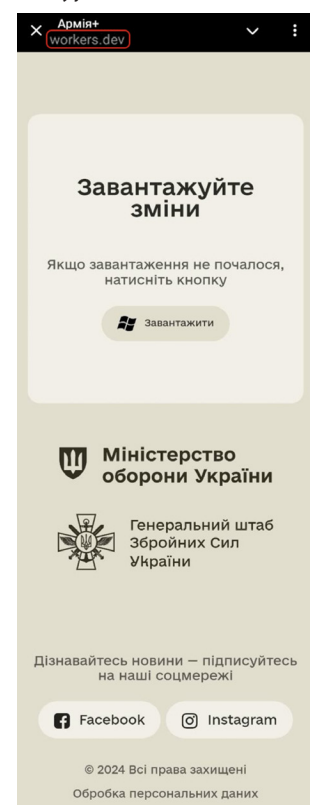 Армія+
workers.dev
Завантажуйте
зміни
Якщо завантаження не почалося,
натисніть кнопку
Завантажити
Міністерство
оборони України
Генеральний штаб
Збройних Сил
України
Дізнавайтесь новини — підписуйтесь
на наші соцмережі
Facebook
Instagram
© 2024 Всі права захищені
Обробка персональних даних